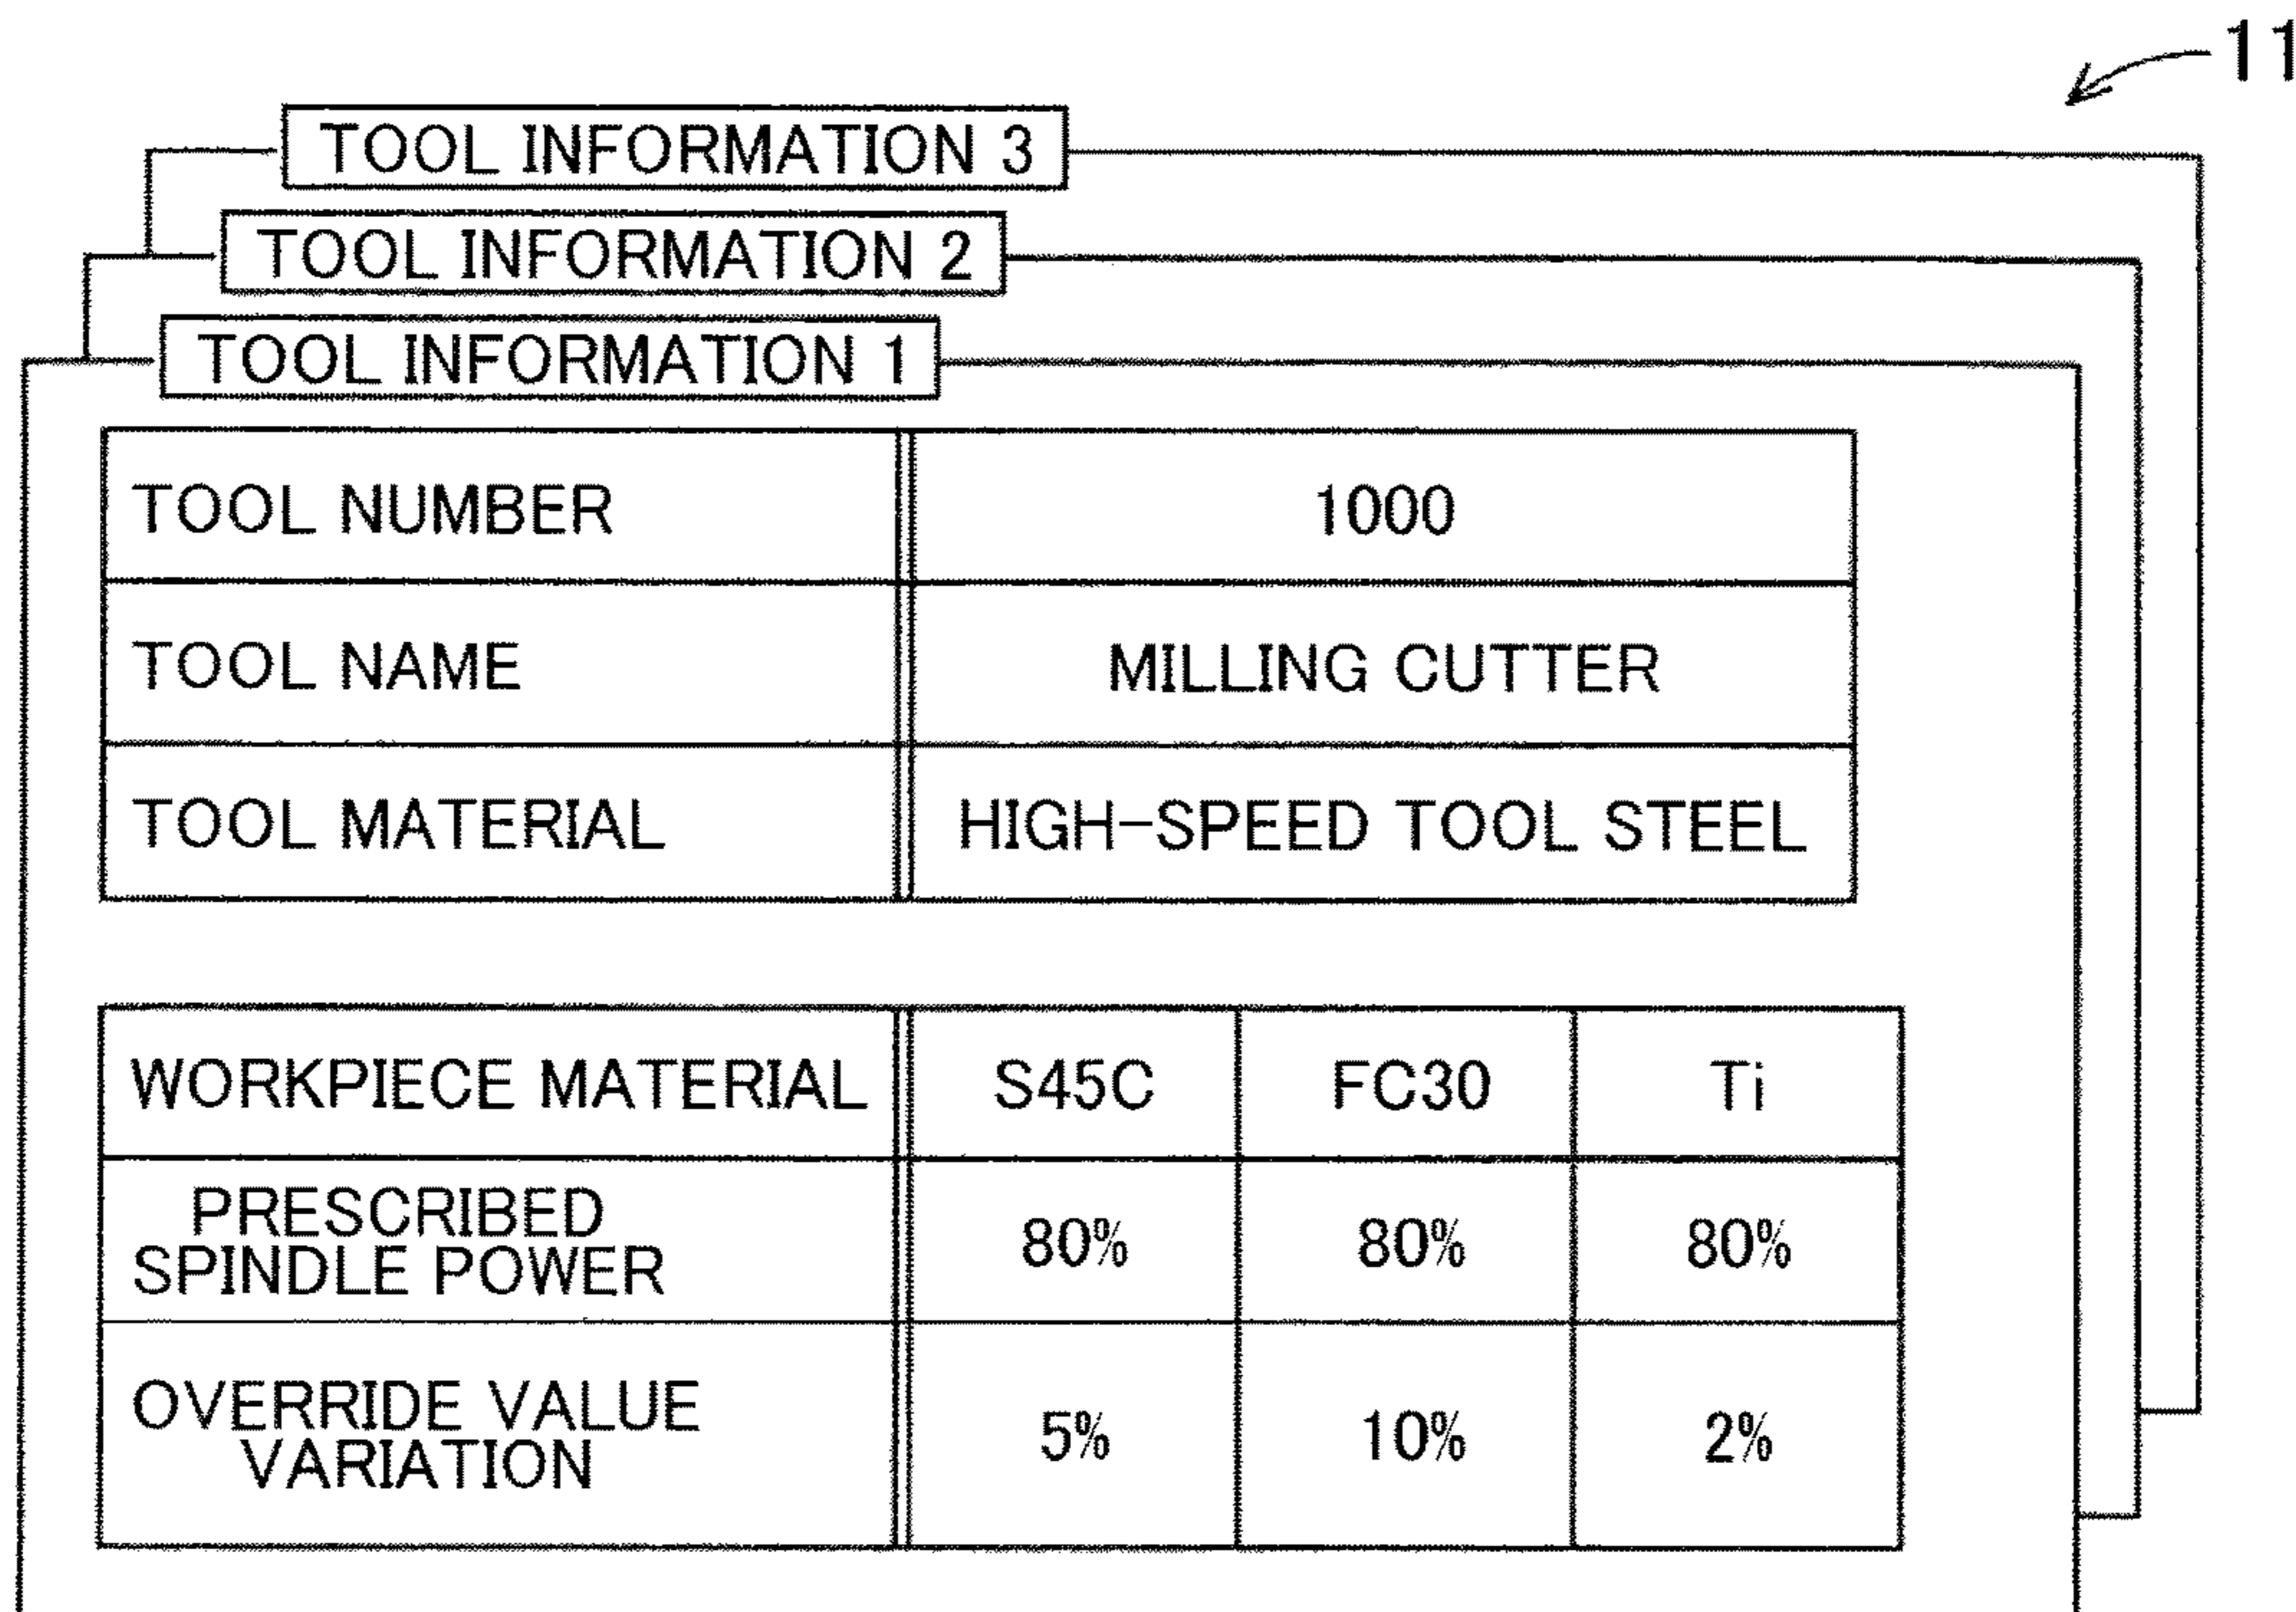 11
TOOL INFORMATION 3
TOOL INFORMATION 2
TOOL INFORMATION 1
TOOL NUMBER 1000
TOOL NAME MILLING CUTTER
TOOL MATERIAL HIGH-SPEED TOOL STEEL
WORKPIECE MATERIAL S45C FC30 Ti
PRESCRIBED
SPINDLE POWER 80% 80% 80%
OVERRIDE VALUE
VARIATION 5% 10% 2%